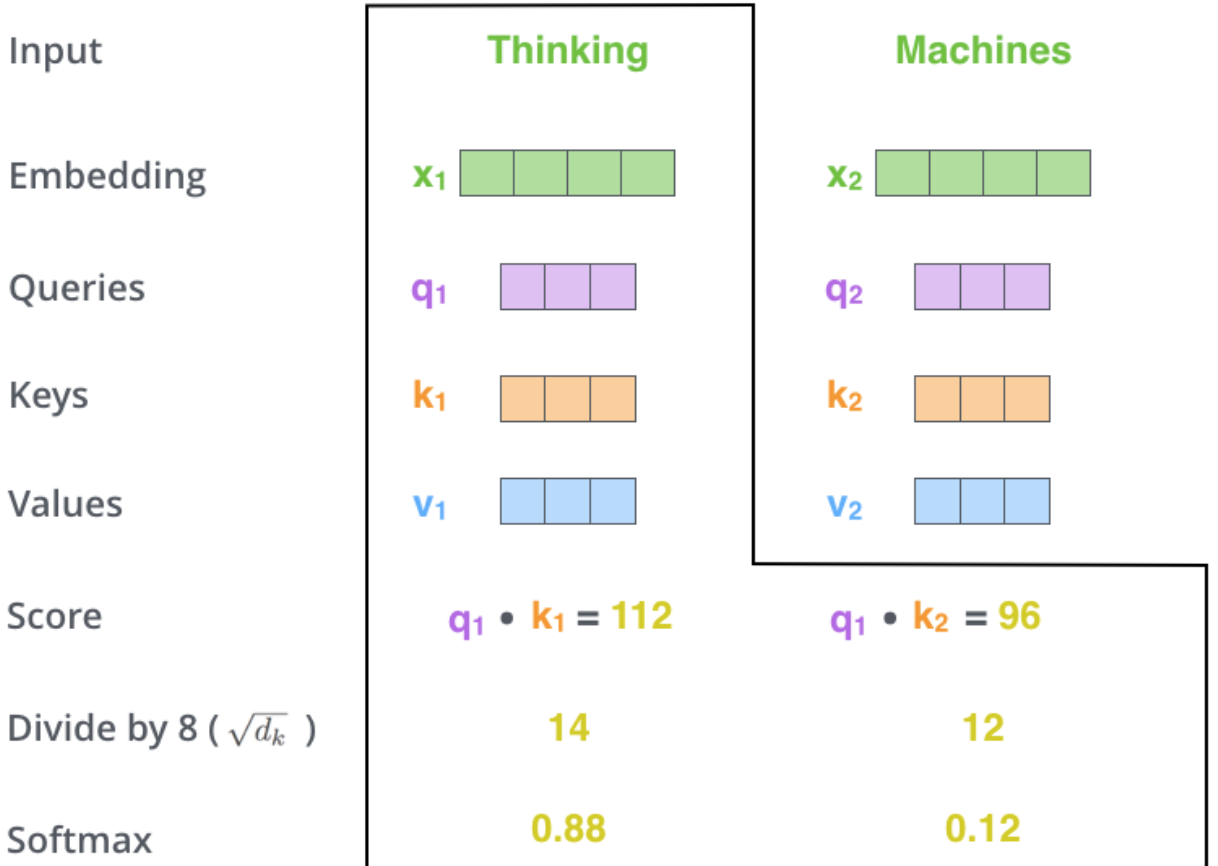 Input Thinking Machines
Embedding x₁ x₂
Queries q₁ q₂
Keys k₁ k₂
Values v₁ v₂
Score q₁ • k₁ = 112 q₁ • k₂ = 96
Divide by 8 ( √dₖ ) 14 12
Softmax 0.88 0.12